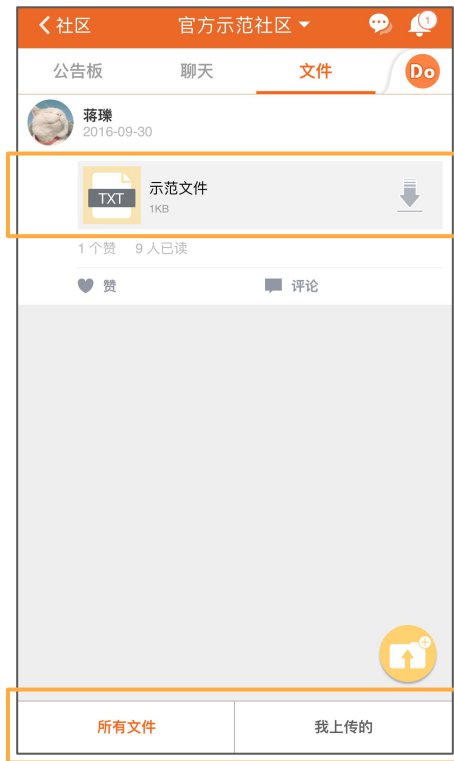 社区
官方示范社区
1
公告板
聊天
文件
Do
蒋瓅
2016-09-30
TXT
示范文件
1KB
1 个赞 9 人已读
赞
评论
所有文件
我上传的